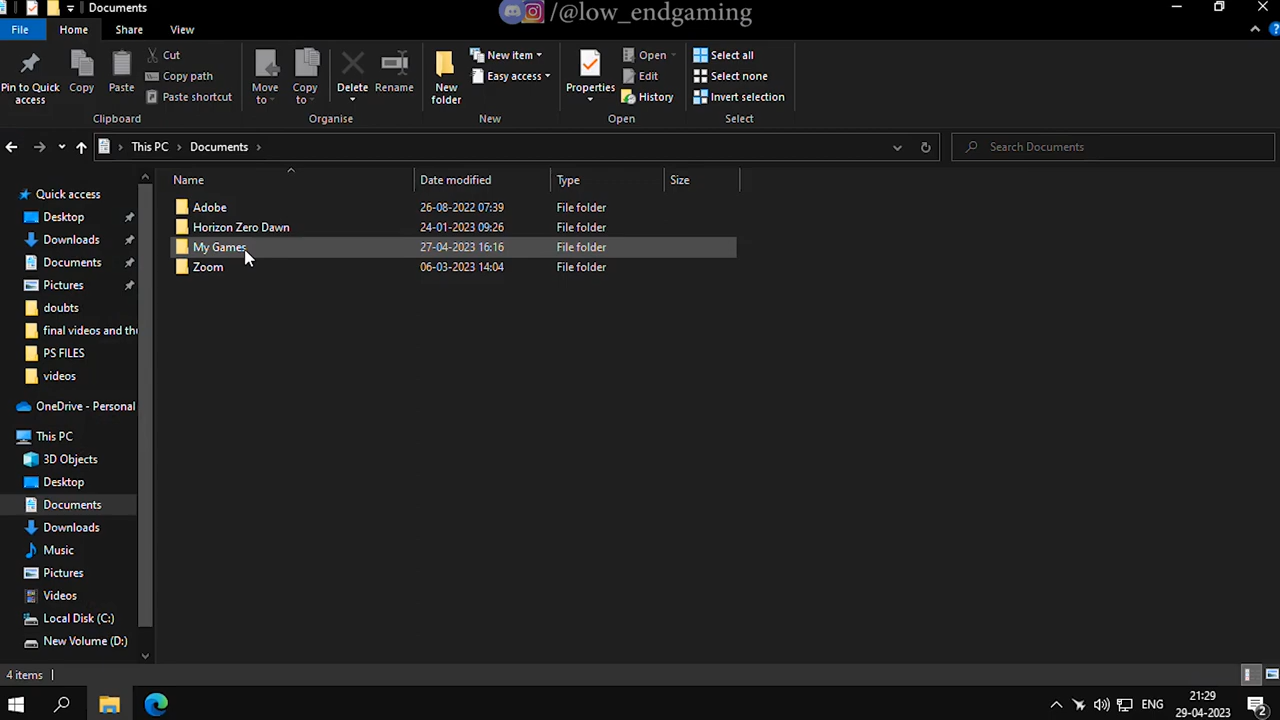 Documents
/@low_endgaming
File
Home
Share
View
Pin to Quick access
Copy
Paste
Cut
Copy path
Paste shortcut
Clipboard
Move to
Copy to
Delete
Rename
Organise
New folder
New item
Easy access
New
Properties
Open
Edit
History
Open
Select all
Select none
Invert selection
Select
This PC > Documents >
Search Documents
Name
Date modified
Type
Size
Adobe 26-08-2022 07:39 File folder
Horizon Zero Dawn 24-01-2023 09:26 File folder
My Games 27-04-2023 16:16 File folder
Zoom 06-03-2023 14:04 File folder
Quick access
Desktop
Downloads
Documents
Pictures
doubts
final videos and thu
PS FILES
videos
OneDrive - Personal
This PC
3D Objects
Desktop
Documents
Downloads
Music
Pictures
Videos
Local Disk (C:)
New Volume (D:)
4 items
ENG
21:29
29-04-2023
2